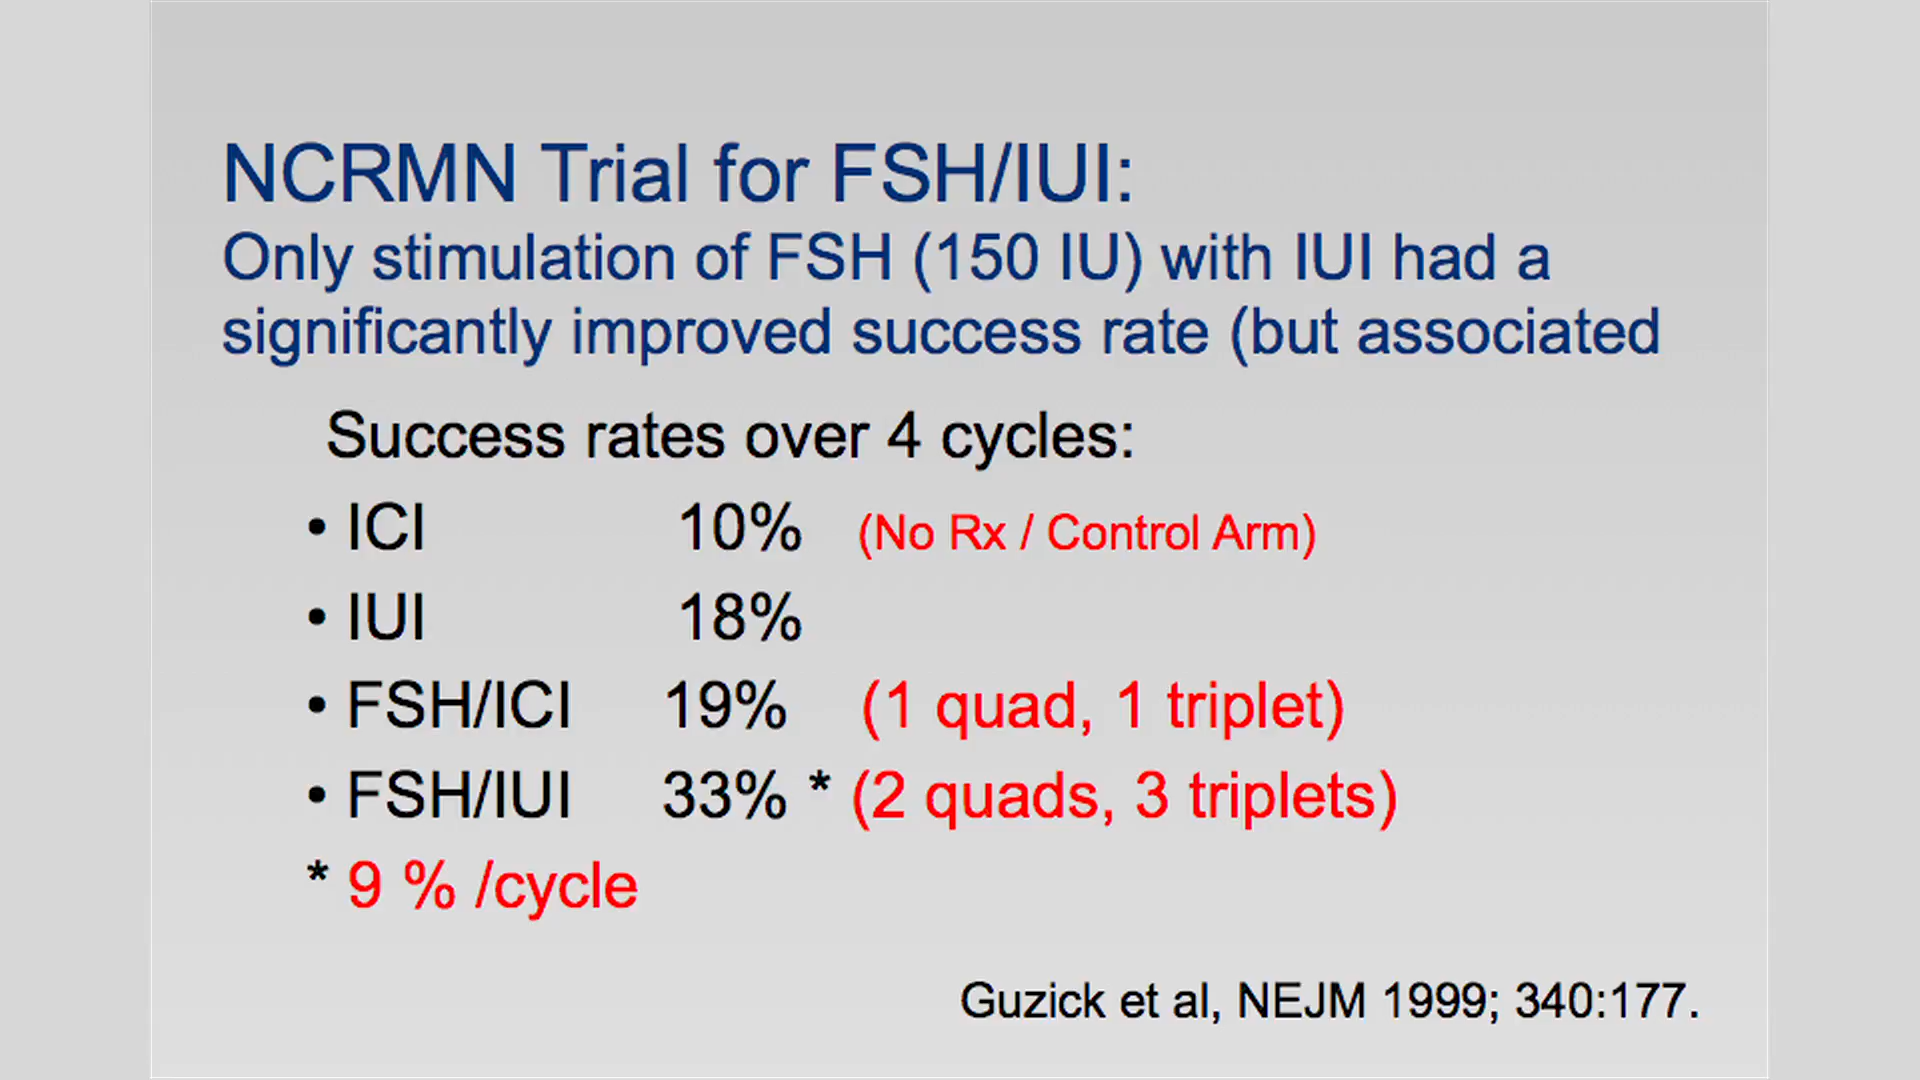 NCRMN Trial for FSH/IUI:
Only stimulation of FSH (150 IU) with IUI had a
significantly improved success rate (but associated
Success rates over 4 cycles:
• ICI 10% (No Rx / Control Arm)
• IUI 18%
• FSH/ICI 19% (1 quad, 1 triplet)
• FSH/IUI 33% * (2 quads, 3 triplets)
* 9 % /cycle
Guzick et al, NEJM 1999; 340:177.